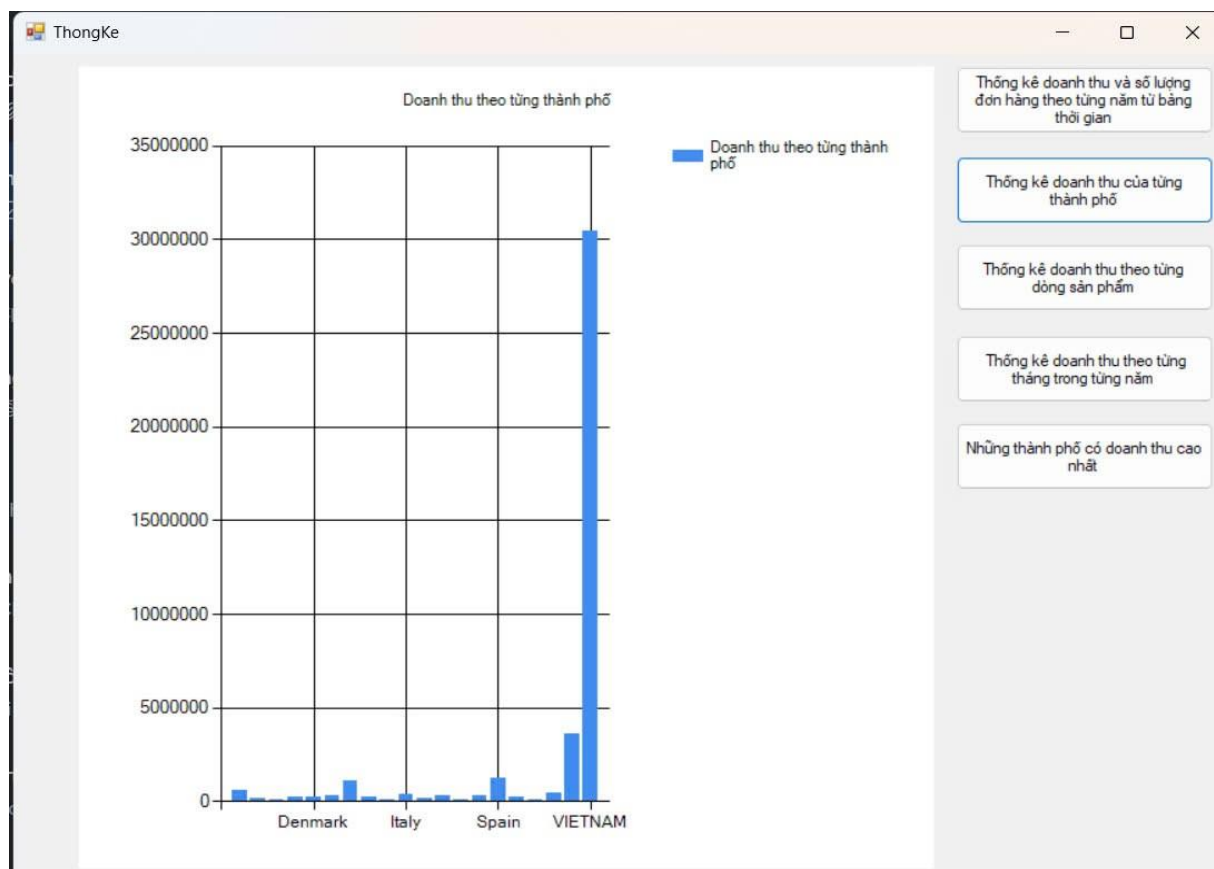 ThongKe
Doanh thu theo từng thành phố
35000000
30000000
25000000
20000000
15000000
10000000
5000000
0
Denmark
Italy
Spain
VIETNAM
Doanh thu theo từng thành
phố
Thống kê doanh thu và số lượng
đơn hàng theo từng năm từ bảng
thời gian
Thống kê doanh thu của từng
thành phố
Thống kê doanh thu theo từng
dòng sản phẩm
Thống kê doanh thu theo từng
tháng trong từng năm
Những thành phố có doanh thu cao
nhất